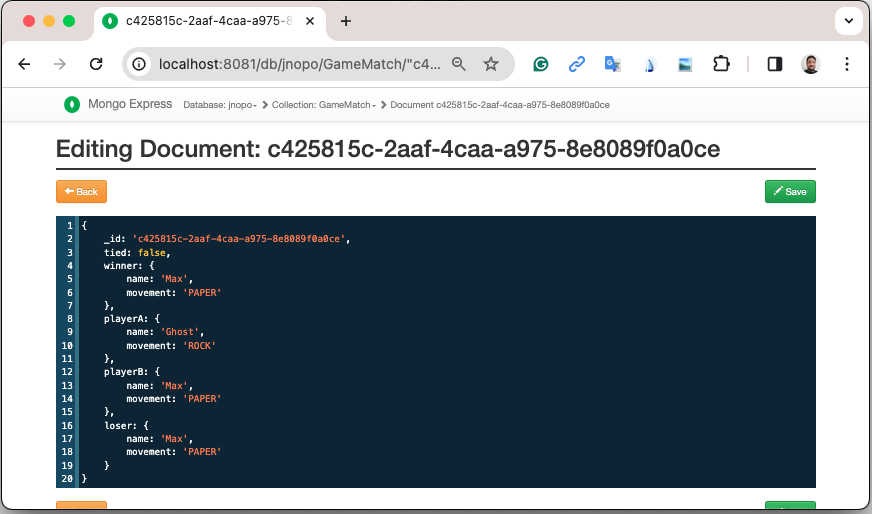 c425815c-2aaf-4caa-a975-8
localhost:8081/db/jnopo/GameMatch/"c4...
Mongo Express Database: jnopo Collection: GameMatch Document c425815c-2aaf-4caa-a975-8e8089f0a0ce
Editing Document: c425815c-2aaf-4caa-a975-8e8089f0a0ce
Back Save
1 {
2 _id: 'c425815c-2aaf-4caa-a975-8e8089f0a0ce',
3 tied: false,
4 winner: {
5 name: 'Max',
6 movement: 'PAPER'
7 },
8 playerA: {
9 name: 'Ghost',
10 movement: 'ROCK'
11 },
12 playerB: {
13 name: 'Max',
14 movement: 'PAPER'
15 },
16 loser: {
17 name: 'Max',
18 movement: 'PAPER'
19 }
20 }